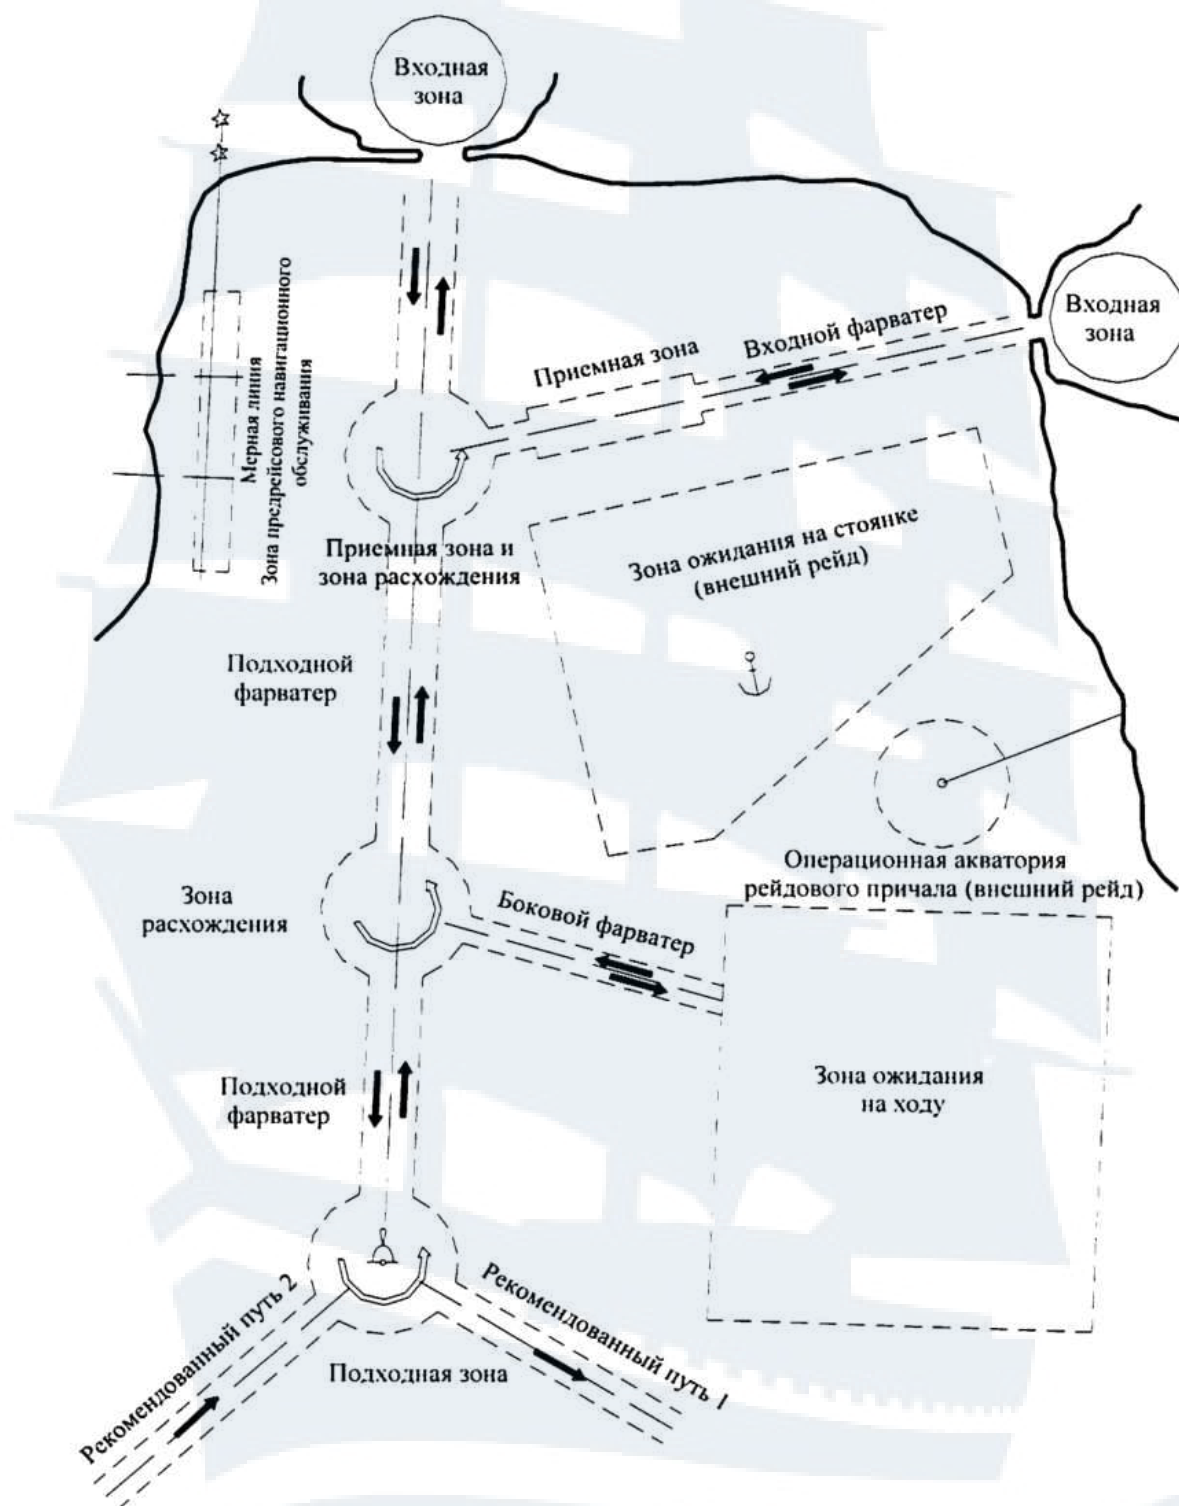 Входная
зона
Входная
зона
Входной фарватер
Приемная зона
Мерная линия
Зона предрейсового навигационного
обслуживания
Зона ожидания на стоянке
(внешний рейд)
Приемная зона и
зона расхождения
Подходной
фарватер
Операционная акватория
рейдового причала (внешний рейд)
Зона
расхождения
Боковой фарватер
Зона ожидания
на ходу
Подходной
фарватер
Рекомендованный путь 2
Рекомендованный путь 1
Подходная зона